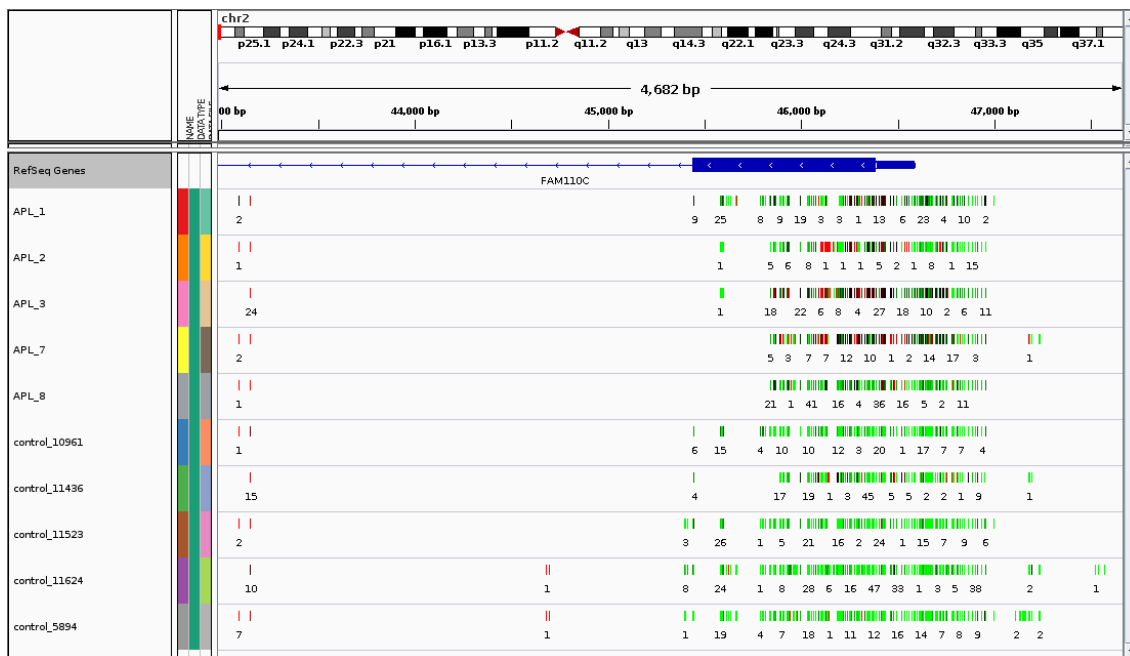 chr2
p25.1 p24.1 p22.3 p21 p16.1 p13.3 p11.2 q11.2 q13 q14.3 q22.1 q23.3 q24.3 q31.2 q32.3 q33.3 q35 q37.1
4,682 bp
00 bp 44,000 bp 45,000 bp 46,000 bp 47,000 bp
NAME
DATA TYPE
RefSeq Genes
FAM110C
APL_1
2 9 25 8 9 19 3 3 1 13 6 23 4 10 2
APL_2
1 1 5 6 8 1 1 1 5 2 1 8 1 15
APL_3
24 1 18 22 6 8 4 27 18 10 2 6 11
APL_7
2 5 3 7 7 12 10 1 2 14 17 3 1
APL_8
1 21 1 41 16 4 36 16 5 2 11
control_10961
1 6 15 4 10 10 12 3 20 1 17 7 7 4
control_11436
15 4 17 19 1 3 45 5 5 2 2 1 9 1
control_11523
2 3 26 1 5 21 16 2 24 1 15 7 9 6
control_11624
10 1 8 24 1 8 28 6 16 47 33 1 3 5 38 2 1
control_5894
7 1 1 19 4 7 18 1 11 12 16 14 7 8 9 2 2